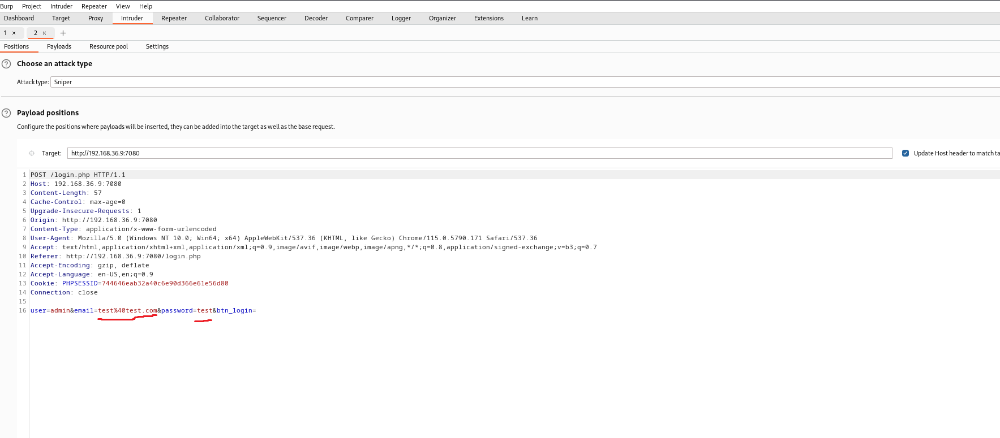 Burp Project Intruder Repeater View Help
Dashboard Target Proxy Intruder Repeater Collaborator Sequencer Decoder Comparer Logger Organizer Extensions Learn
1 × 2 × +
Positions Payloads Resource pool Settings
? Choose an attack type
Attack type: Sniper
? Payload positions
Configure the positions where payloads will be inserted, they can be added into the target as well as the base request.
Target: http://192.168.36.9:7080 Update Host header to match ta
1 POST /login.php HTTP/1.1
2 Host: 192.168.36.9:7080
3 Content-Length: 57
4 Cache-Control: max-age=0
5 Upgrade-Insecure-Requests: 1
6 Origin: http://192.168.36.9:7080
7 Content-Type: application/x-www-form-urlencoded
8 User-Agent: Mozilla/5.0 (Windows NT 10.0; Win64; x64) AppleWebKit/537.36 (KHTML, like Gecko) Chrome/115.0.5790.171 Safari/537.36
9 Accept: text/html,application/xhtml+xml,application/xml;q=0.9,image/avif,image/webp,image/apng,*/*;q=0.8,application/signed-exchange;v=b3;q=0.7
10 Referer: http://192.168.36.9:7080/login.php
11 Accept-Encoding: gzip, deflate
12 Accept-Language: en-US,en;q=0.9
13 Cookie: PHPSESSID=744646eab32a40c6e90d366e61e56d80
14 Connection: close
15
16 user=admin&email=test%40test.com&password=test&btn_login=